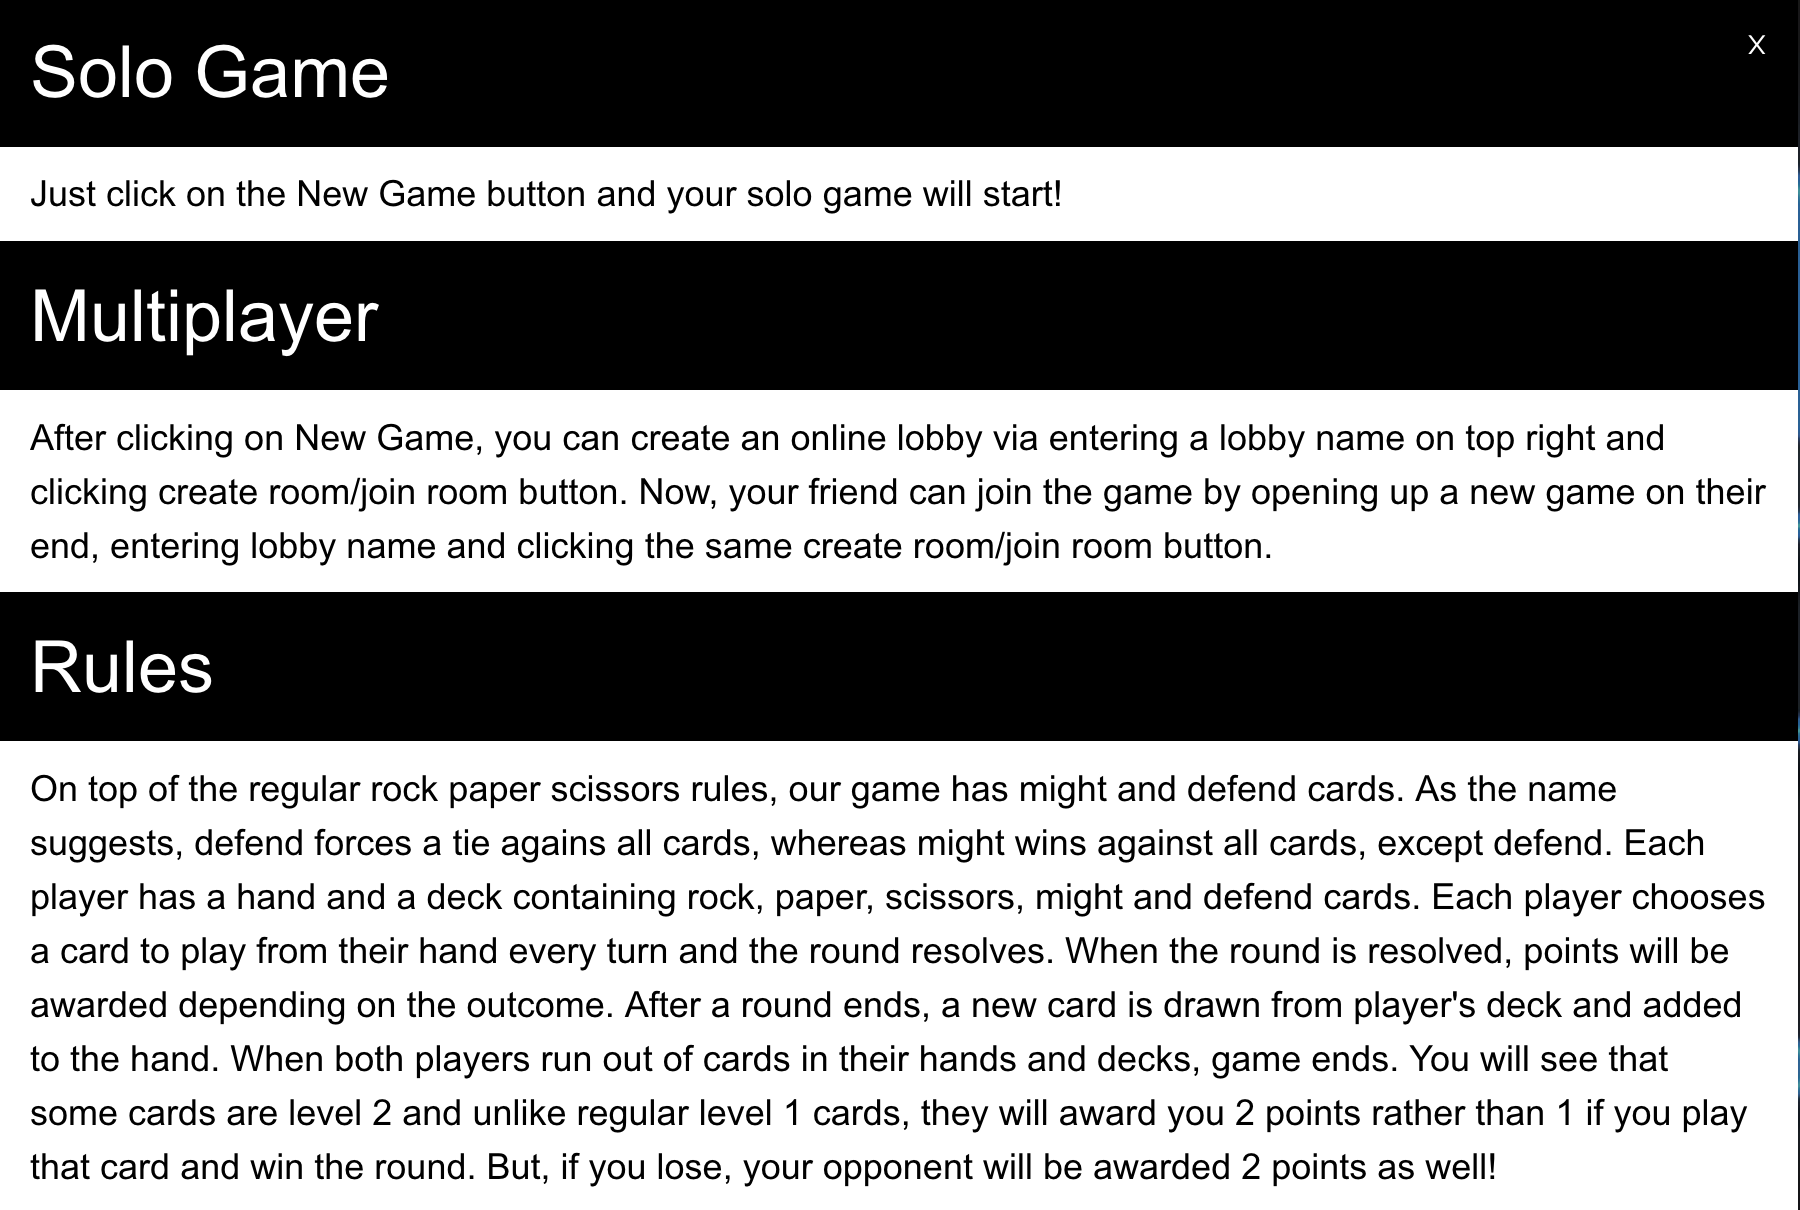 Solo Game
X
Just click on the New Game button and your solo game will start!
Multiplayer
After clicking on New Game, you can create an online lobby via entering a lobby name on top right and
clicking create room/join room button. Now, your friend can join the game by opening up a new game on their
end, entering lobby name and clicking the same create room/join room button.
Rules
On top of the regular rock paper scissors rules, our game has might and defend cards. As the name
suggests, defend forces a tie agains all cards, whereas might wins against all cards, except defend. Each
player has a hand and a deck containing rock, paper, scissors, might and defend cards. Each player chooses
a card to play from their hand every turn and the round resolves. When the round is resolved, points will be
awarded depending on the outcome. After a round ends, a new card is drawn from player's deck and added
to the hand. When both players run out of cards in their hands and decks, game ends. You will see that
some cards are level 2 and unlike regular level 1 cards, they will award you 2 points rather than 1 if you play
that card and win the round. But, if you lose, your opponent will be awarded 2 points as well!